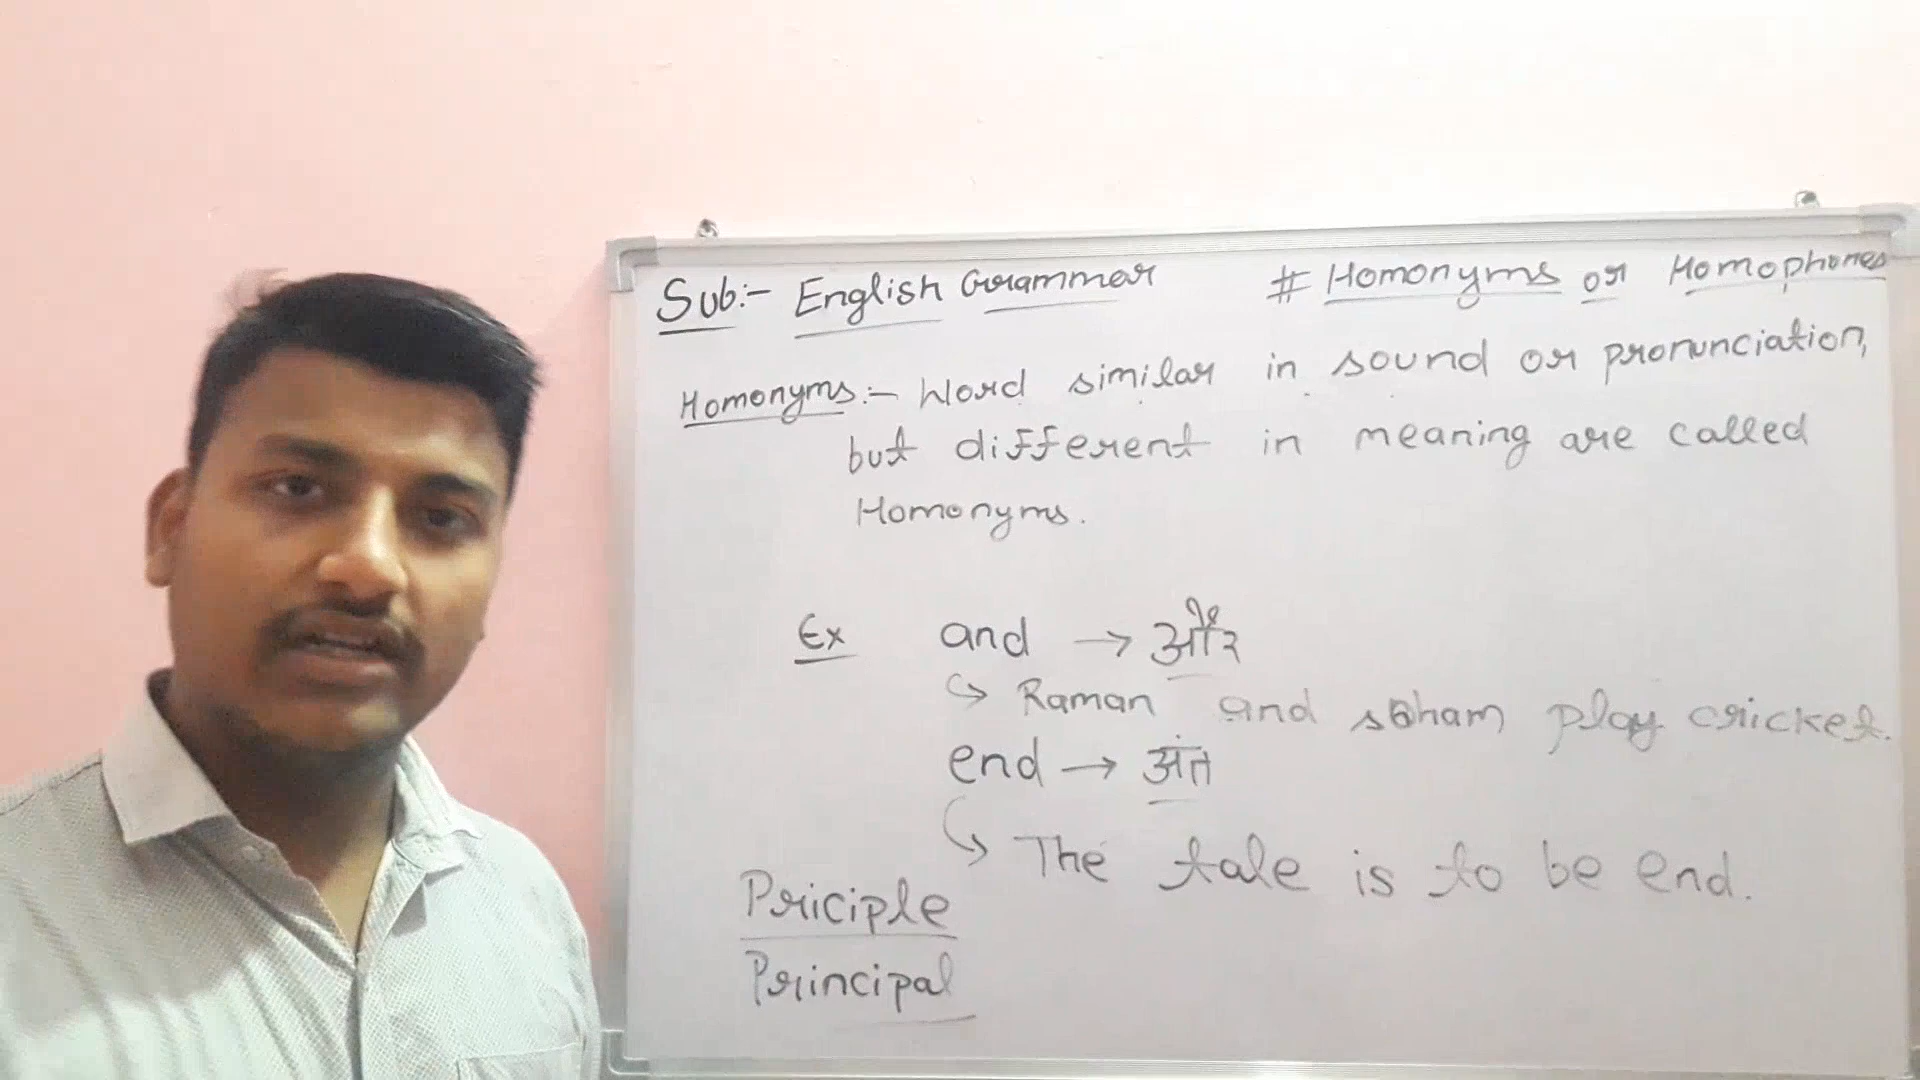 Sub:- English Grammar # Homonyms or Homophones
Homonyms:- Word similar in sound or pronunciation,
but different in meaning are called
Homonyms.
Ex and → और
↳ Raman and soham play cricket.
end → अंत
↳ The tale is to be end.
Priciple
Principal